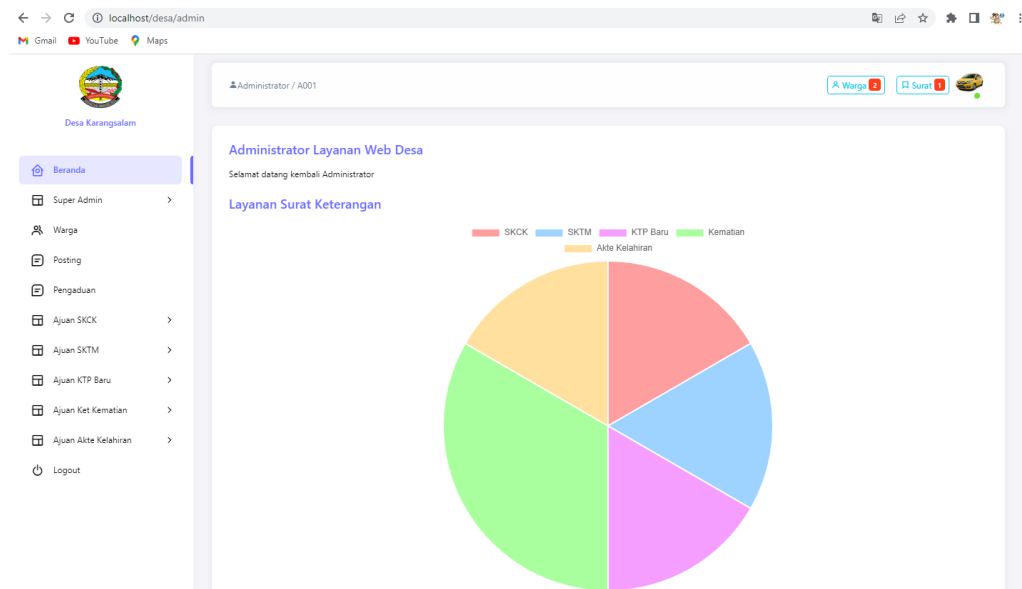 localhost/desa/admin
Gmail YouTube Maps
Desa Karangsalam
Beranda
Super Admin
Warga
Posting
Pengaduan
Ajuan SKCK
Ajuan SKTM
Ajuan KTP Baru
Ajuan Ket Kematian
Ajuan Akte Kelahiran
Logout
Administrator / A001
Warga 2 Surat 1
Administrator Layanan Web Desa
Selamat datang kembali Administrator
Layanan Surat Keterangan
SKCK SKTM KTP Baru Kematian
Akte Kelahiran